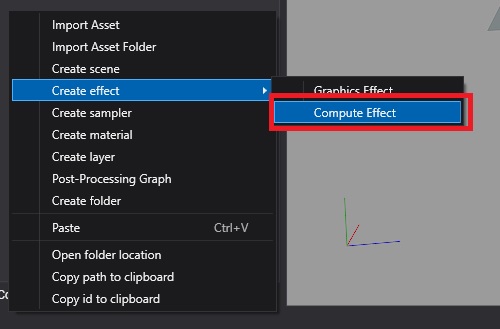 Import Asset
Import Asset Folder
Create scene
Create effect
Graphics Effect
Create sampler
Compute Effect
Create material
Create layer
Post-Processing Graph
Create folder
Paste Ctrl+V
Open folder location
Copy path to clipboard
Copy id to clipboard